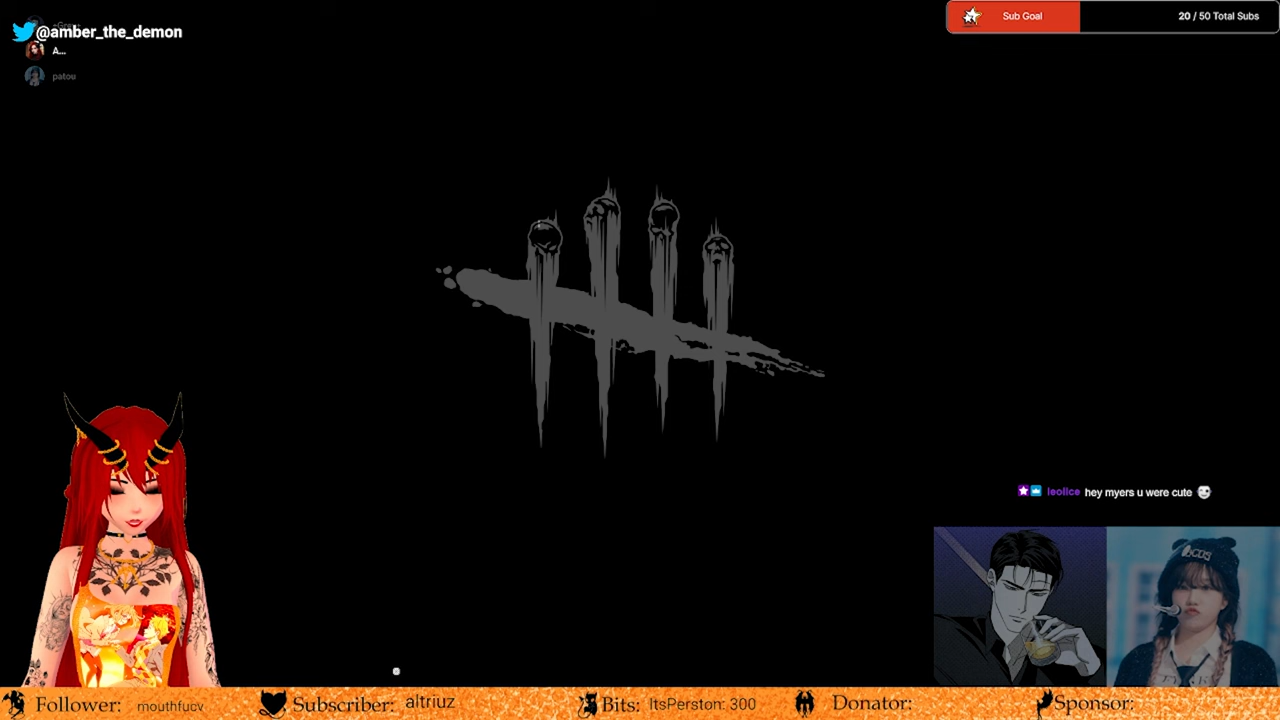 @amber_the_demon
A...
patou
Sub Goal
20 / 50 Total Subs
leolice hey myers u were cute
Follower: mouthfucv
Subscriber: altriuz
Bits: ItsPerston: 300
Donator:
Sponsor: